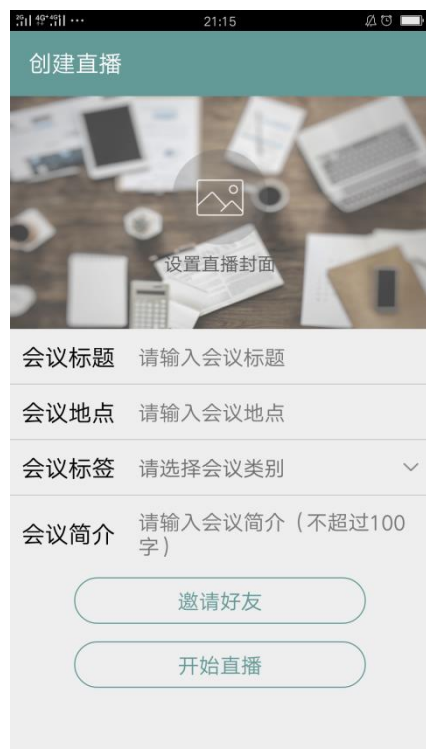 21:15
创建直播
设置直播封面
会议标题 请输入会议标题
会议地点 请输入会议地点
会议标签 请选择会议类别
会议简介 请输入会议简介（不超过100
字）
邀请好友
开始直播